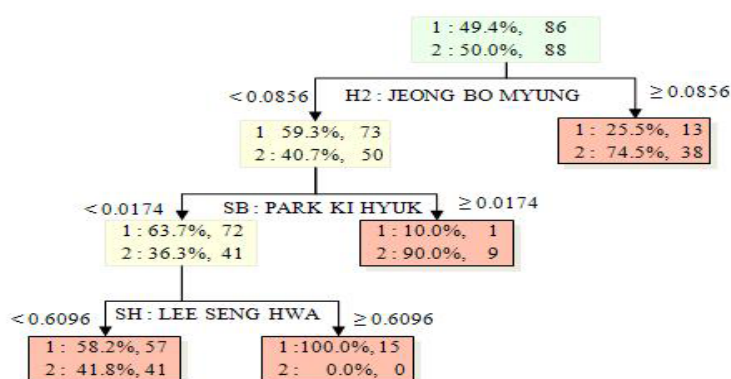 1 : 49.4%, 86
2 : 50.0%, 88
<0.0856
H2 : JEONG BO MYUNG
≥0.0856
1 59.3%, 73
2 : 40.7%, 50
1 : 25.5%, 13
2 : 74.5%, 38
<0.0174
SB : PARK KI HYUK
≥0.0174
1 : 63.7%, 72
2 : 36.3%, 41
1 : 10.0%, 1
2 : 90.0%, 9
<0.6096
SH : LEE SENG HWA
≥0.6096
1 : 58.2%, 57
2 : 41.8%, 41
1 :100.0%, 15
2 : 0.0%, 0